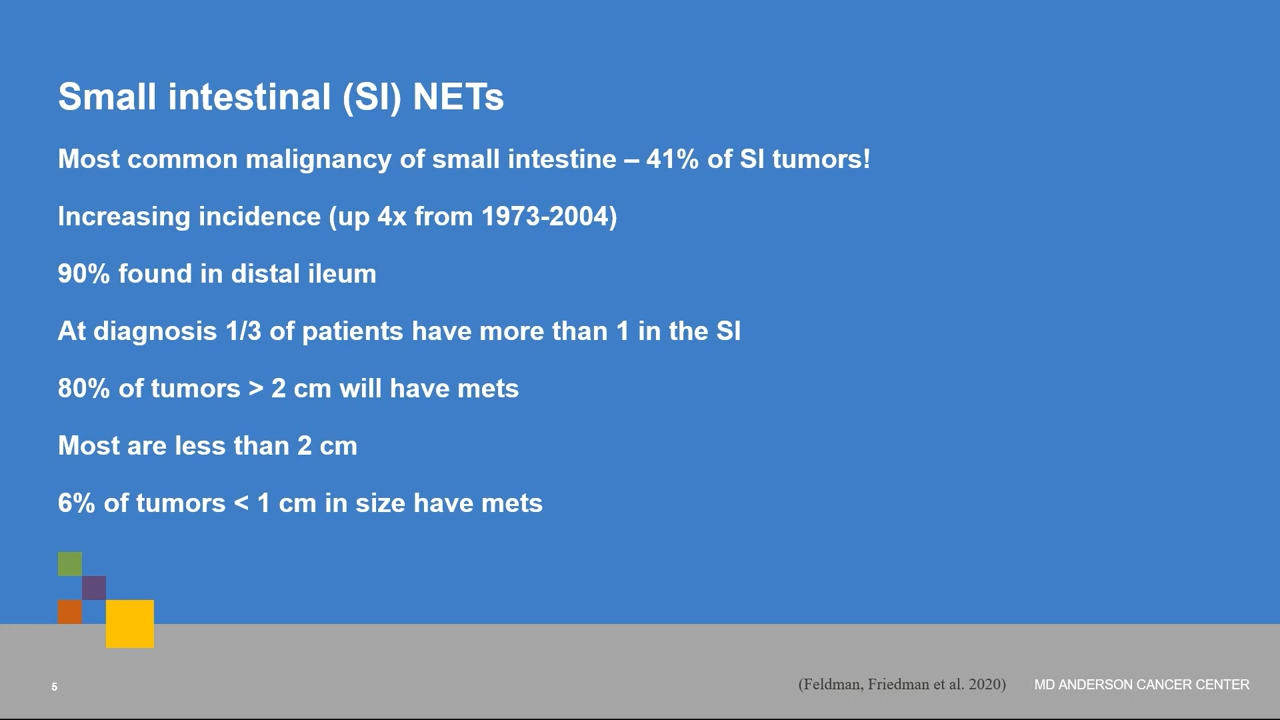 Small intestinal (SI) NETs
Most common malignancy of small intestine – 41% of SI tumors!
Increasing incidence (up 4x from 1973-2004)
90% found in distal ileum
At diagnosis 1/3 of patients have more than 1 in the SI
80% of tumors > 2 cm will have mets
Most are less than 2 cm
6% of tumors < 1 cm in size have mets
5
(Feldman, Friedman et al. 2020)
MD ANDERSON CANCER CENTER